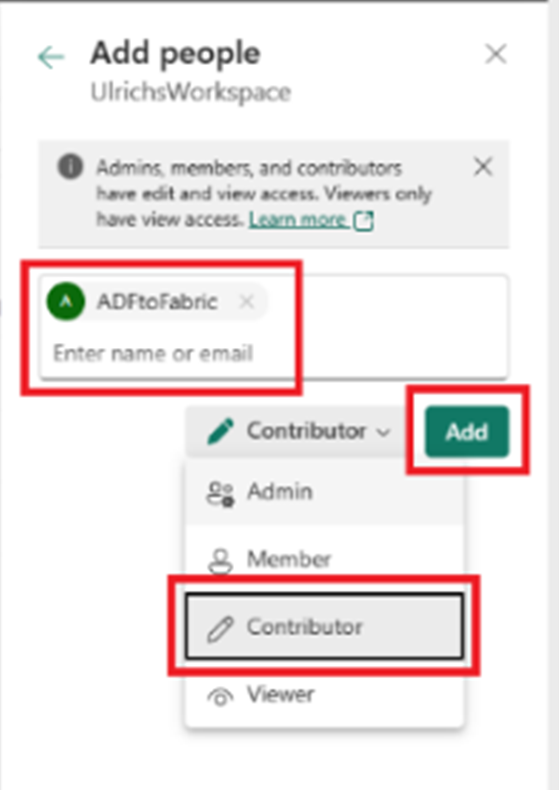 Add people
UlrichsWorkspace
Admins, members, and contributors
have edit and view access. Viewers only
have view access. Learn more
A ADFtoFabric
Enter name or email
Contributor
Add
Admin
Member
Contributor
Viewer